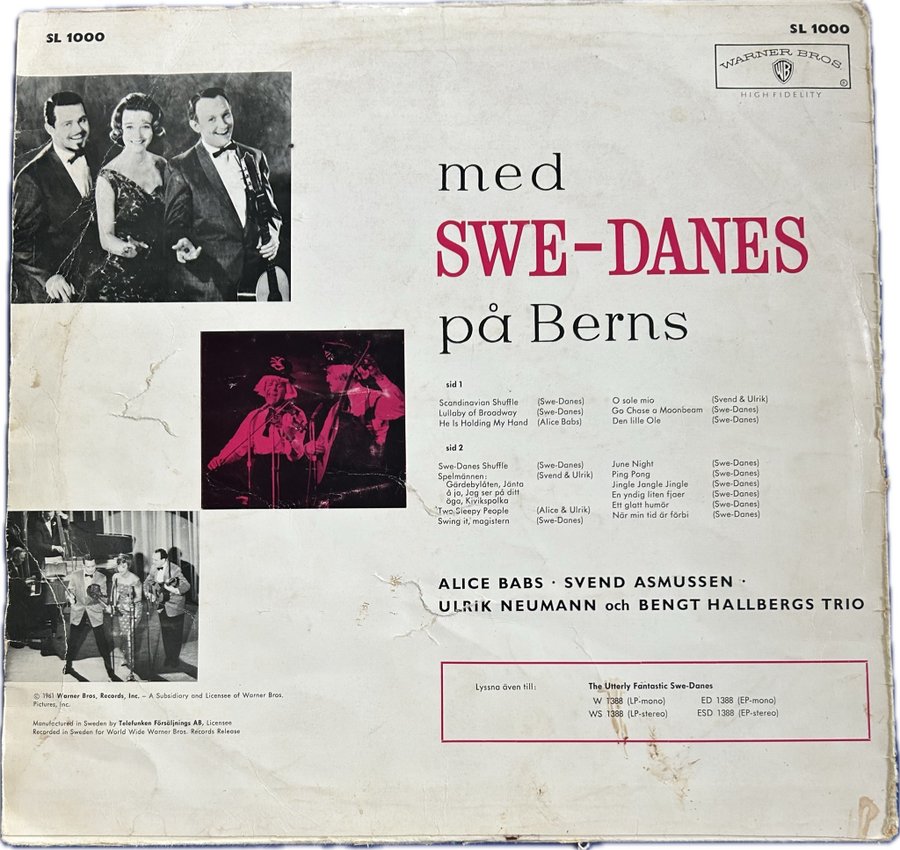 SL 1000
SL 1000
WARNER BROS.
WB
®
HIGH FIDELITY
med
SWE-DANES
på Berns
sid 1
Scandinavian Shuffle (Swe-Danes)
Lullaby of Broadway (Swe-Danes)
He Is Holding My Hand (Alice Babs)
O sole mio (Svend & Ulrik)
Go Chase a Moonbeam (Swe-Danes)
Den lille Ole (Swe-Danes)
sid 2
Swe-Danes Shuffle (Swe-Danes)
Spelmännen: (Svend & Ulrik)
Gärdebylåten, Jänta
å jo, Jag ser på ditt
öga, Kivikspolka
Two Sleepy People (Alice & Ulrik)
Swing it, magistern (Swe-Danes)
June Night (Swe-Danes)
Ping Pong (Swe-Danes)
Jingle Jangle Jingle (Swe-Danes)
En yndig liten fjaer (Swe-Danes)
Ett glatt humör (Swe-Danes)
När min tid är förbi (Swe-Danes)
ALICE BABS · SVEND ASMUSSEN ·
ULRIK NEUMANN och BENGT HALLBERGS TRIO
Lyssna även till: The Utterly Fantastic Swe-Danes
W 1388 (LP-mono) ED 1388 (EP-mono)
WS 1388 (LP-stereo) ESD 1388 (EP-stereo)
© 1961 Warner Bros, Records, Inc. – A Subsidiary and Licensee of Warner Bros.
Pictures, Inc.
Manufactured in Sweden by Telefunken Försäljnings AB, Licensee
Recorded in Sweden for World Wide Warner Bros. Records Release